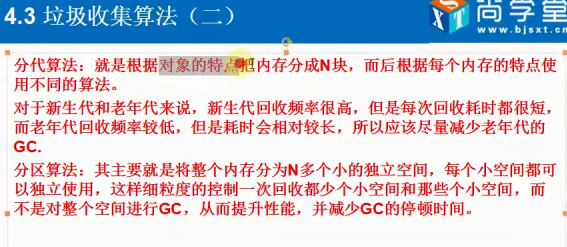 4.3 垃圾收集算法（二）
尚学堂
www.bjsxt.com
分代算法：就是根据对象的特点把内存分成N块，而后根据每个内存的特点使
用不同的算法。
对于新生代和老年代来说，新生代回收频率很高，但是每次回收耗时都很短，
而老年代回收频率较低，但是耗时会相对较长，所以应该尽量减少老年代的
GC.
分区算法：其主要就是将整个内存分为N多个小的独立空间，每个小空间都可
以独立使用，这样细粒度的控制一次回收都少个小空间和那些个小空间，而
不是对整个空间进行GC，从而提升性能，并减少GC的停顿时间。